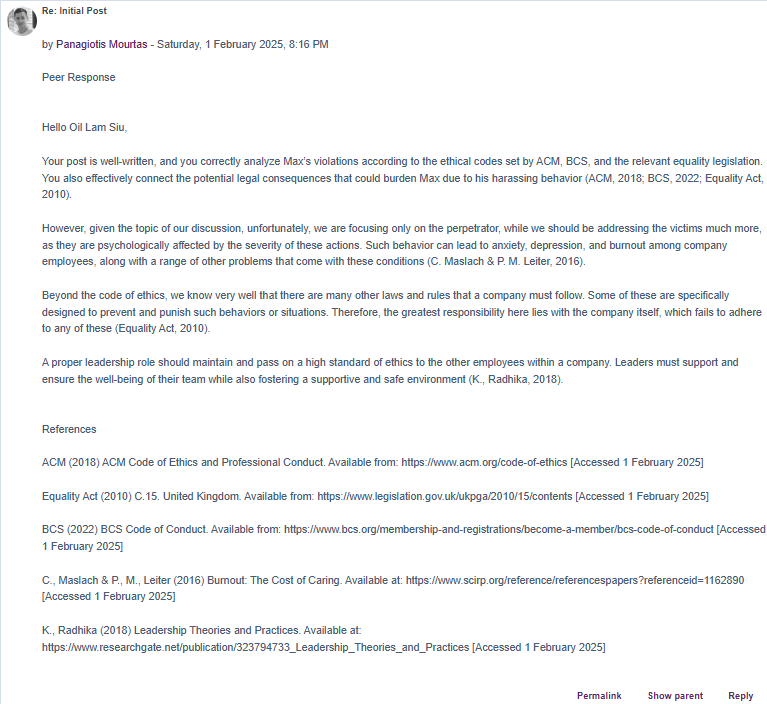 Re: Initial Post
by Panagiotis Mourtas - Saturday, 1 February 2025, 8:16 PM
Peer Response
Hello Oil Lam Siu,
Your post is well-written, and you correctly analyze Max's violations according to the ethical codes set by ACM, BCS, and the relevant equality legislation.
You also effectively connect the potential legal consequences that could burden Max due to his harassing behavior (ACM, 2018; BCS, 2022; Equality Act,
2010).
However, given the topic of our discussion, unfortunately, we are focusing only on the perpetrator, while we should be addressing the victims much more,
as they are psychologically affected by the severity of these actions. Such behavior can lead to anxiety, depression, and burnout among company
employees, along with a range of other problems that come with these conditions (C. Maslach & P. M. Leiter, 2016).
Beyond the code of ethics, we know very well that there are many other laws and rules that a company must follow. Some of these are specifically
designed to prevent and punish such behaviors or situations. Therefore, the greatest responsibility here lies with the company itself, which fails to adhere
to any of these (Equality Act, 2010).
A proper leadership role should maintain and pass on a high standard of ethics to the other employees within a company. Leaders must support and
ensure the well-being of their team while also fostering a supportive and safe environment (K., Radhika, 2018).
References
ACM (2018) ACM Code of Ethics and Professional Conduct. Available from: https://www.acm.org/code-of-ethics [Accessed 1 February 2025]
Equality Act (2010) C.15. United Kingdom. Available from: https://www.legislation.gov.uk/ukpga/2010/15/contents [Accessed 1 February 2025]
BCS (2022) BCS Code of Conduct. Available from: https://www.bcs.org/membership-and-registrations/become-a-member/bcs-code-of-conduct [Accessed
1 February 2025]
C., Maslach & P., M., Leiter (2016) Burnout: The Cost of Caring. Available at: https://www.scirp.org/reference/referencespapers?referenceid=1162890
[Accessed 1 February 2025]
K., Radhika (2018) Leadership Theories and Practices. Available at:
https://www.researchgate.net/publication/323794733_Leadership_Theories_and_Practices [Accessed 1 February 2025]
Permalink Show parent Reply